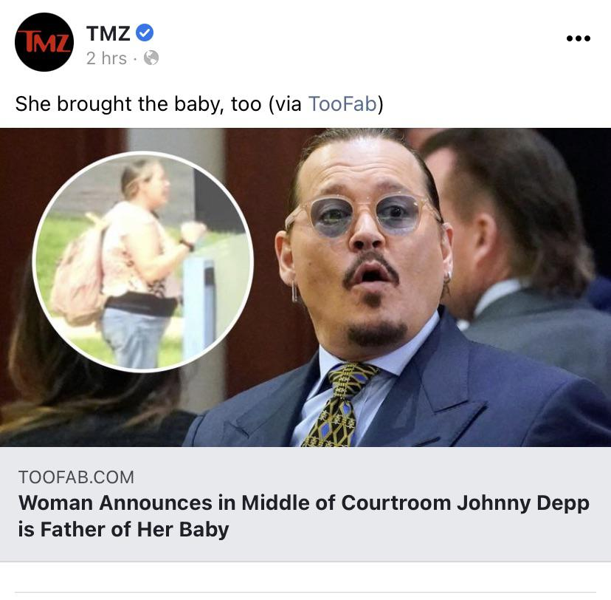 TMZ
TMZ
2 hrs ·
She brought the baby, too (via TooFab)
TOOFAB.COM
Woman Announces in Middle of Courtroom Johnny Depp
is Father of Her Baby